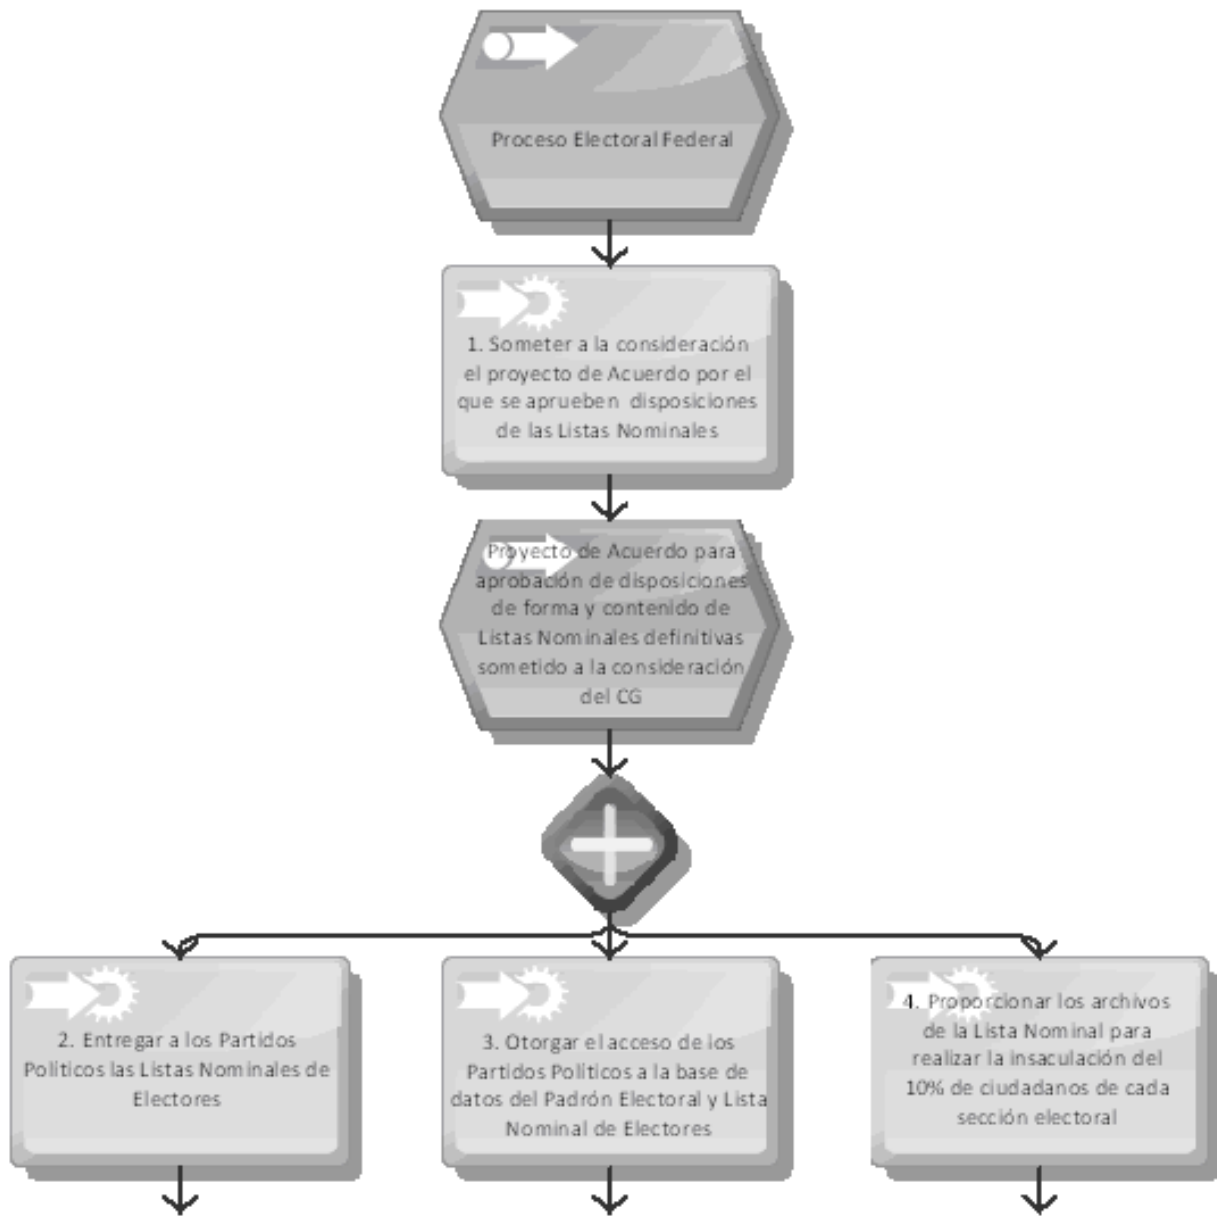 Proceso Electoral Federal
1. Someter a la consideración
el proyecto de Acuerdo por el
que se aprueben disposiciones
de las Listas Nominales
Proyecto de Acuerdo para
aprobación de disposiciones
de forma y contenido de
Listas Nominales definitivas
sometido a la consideración
del CG
2. Entregar a los Partidos
Políticos las Listas Nominales de
Electores
3. Otorgar el acceso de los
Partidos Políticos a la base de
datos del Padrón Electoral y Lista
Nominal de Electores
4. Proporcionar los archivos
de la Lista Nominal para
realizar la insaculación del
10% de ciudadanos de cada
sección electoral